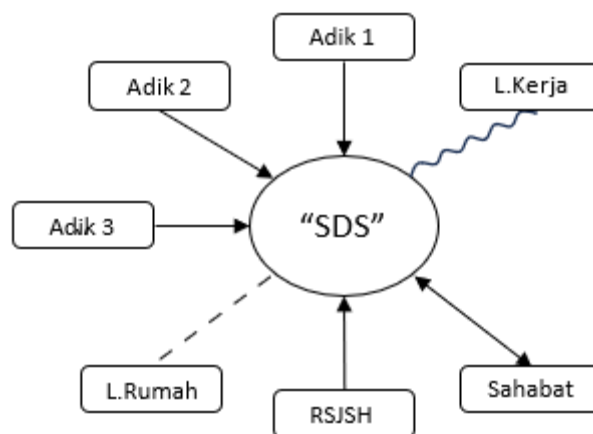 Adik 1
Adik 2
L.Kerja
Adik 3
“SDS”
L.Rumah
RSJSH
Sahabat